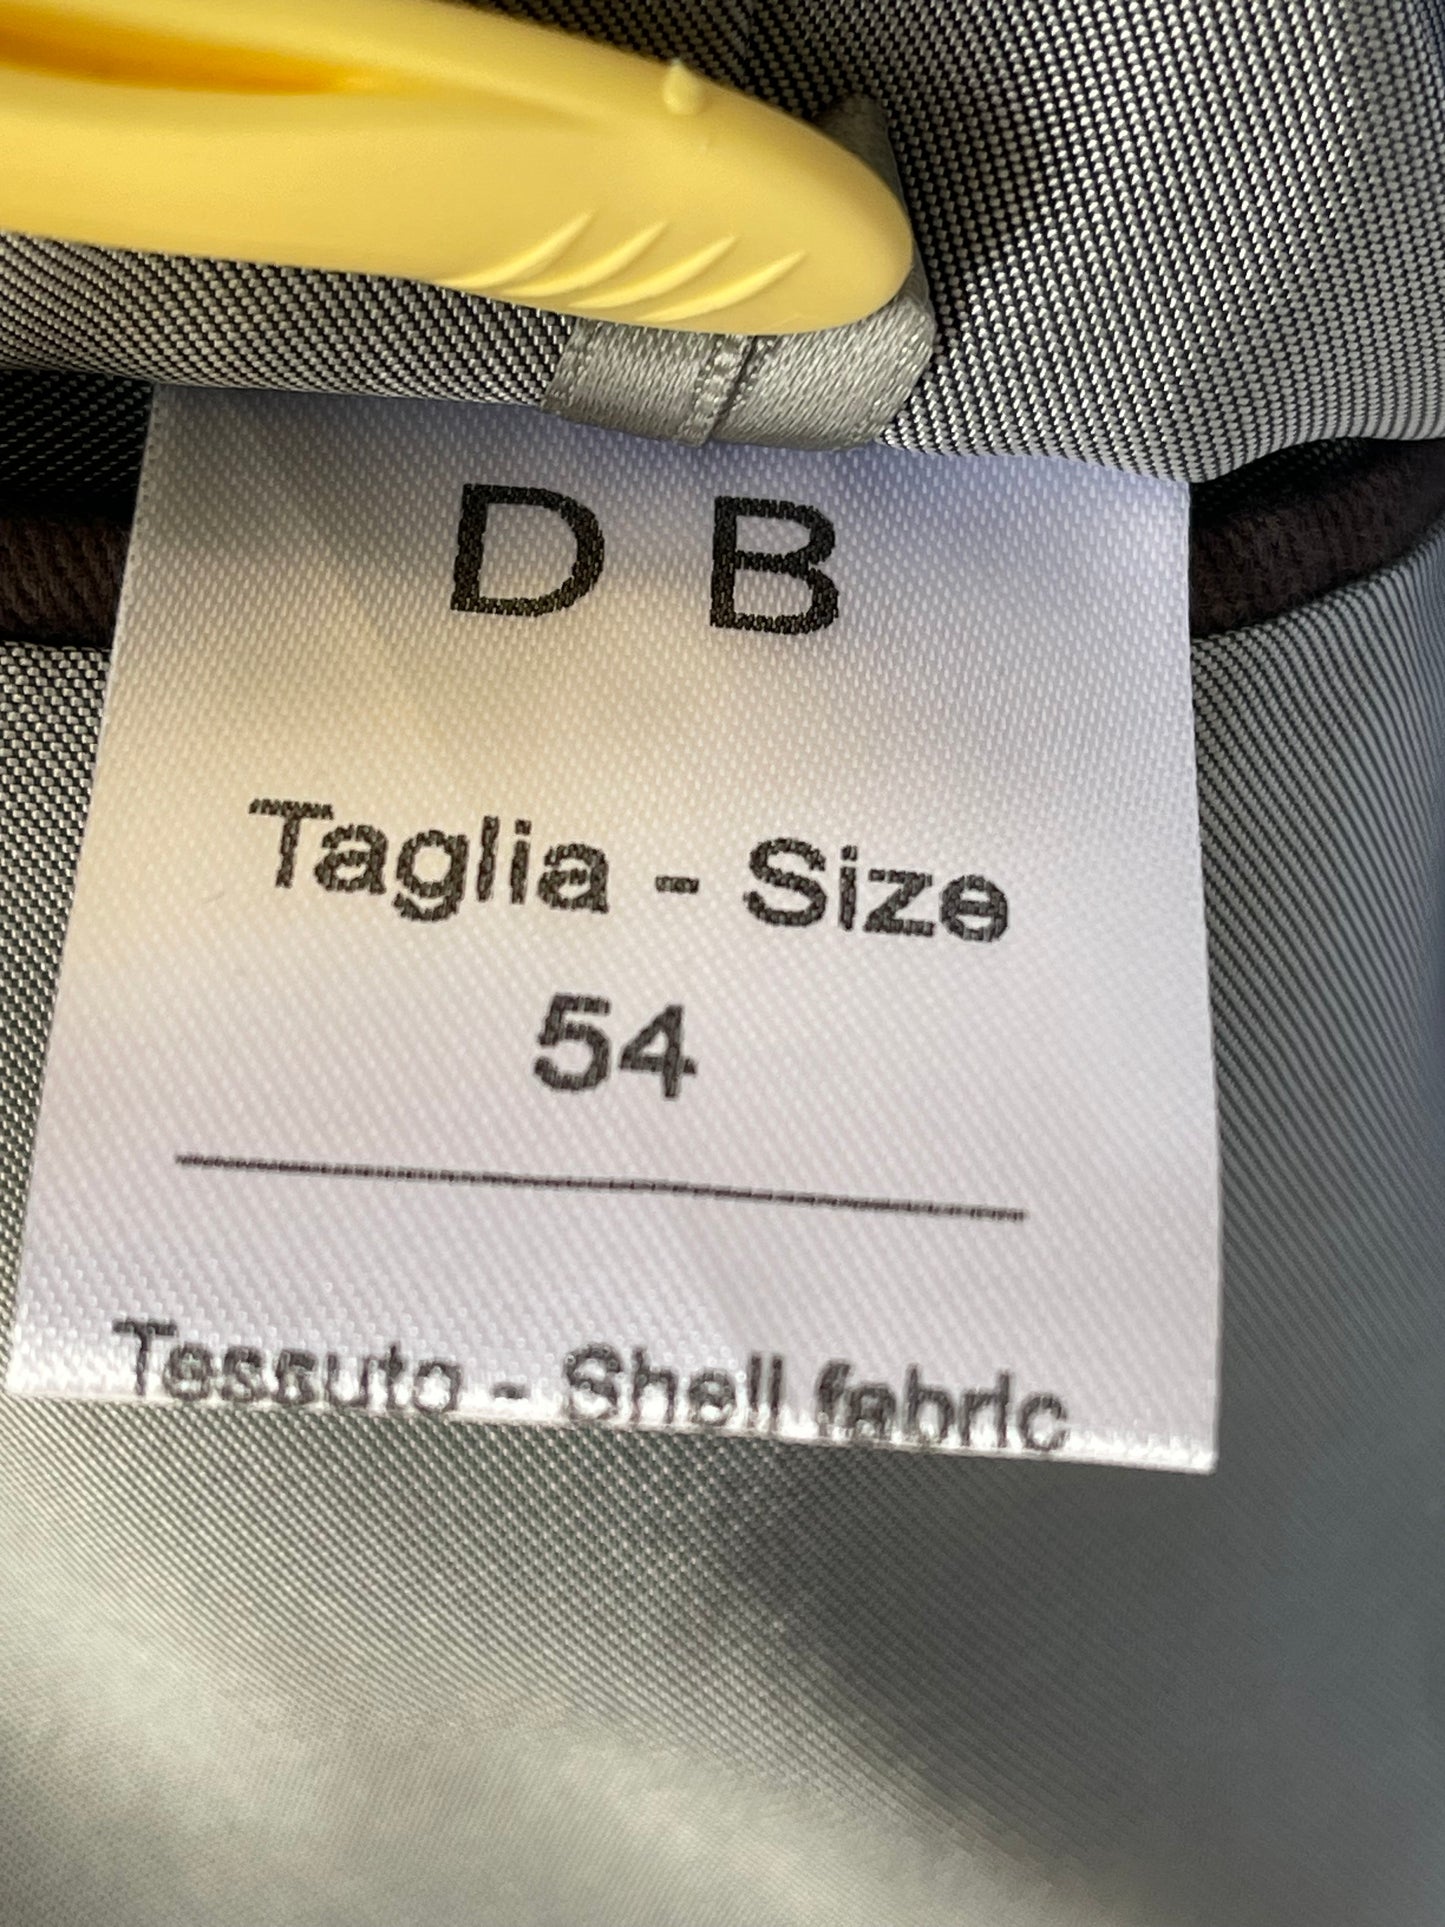 D B
Taglia - Size
54
Tessuto - Shell fabric